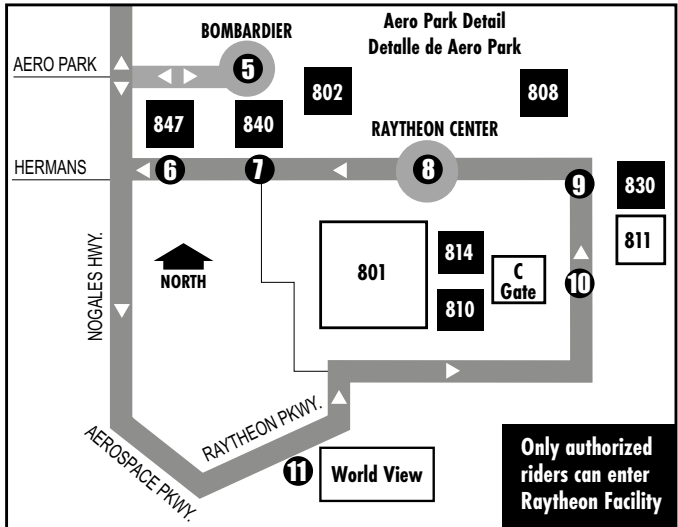 Aero Park Detail
Detalle de Aero Park
BOMBARDIER
AERO PARK
5
802
808
847
840
RAYTHEON CENTER
HERMANS
6
7
8
9
830
811
NOGALES HWY.
NORTH
801
814
C
Gate
10
810
RAYTHEON PKWY.
AEROSPACE PKWY.
11
World View
Only authorized
riders can enter
Raytheon Facility